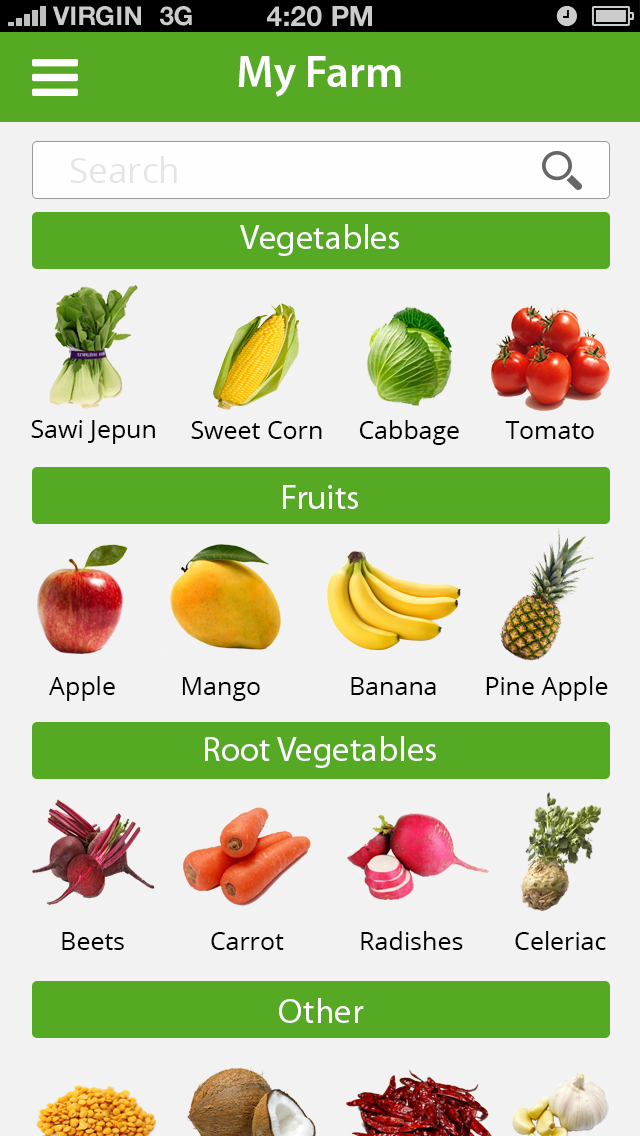 VIRGIN 3G 4:20 PM
My Farm
Search
Vegetables
Sawi Jepun Sweet Corn Cabbage Tomato
Fruits
Apple Mango Banana Pine Apple
Root Vegetables
Beets Carrot Radishes Celeriac
Other